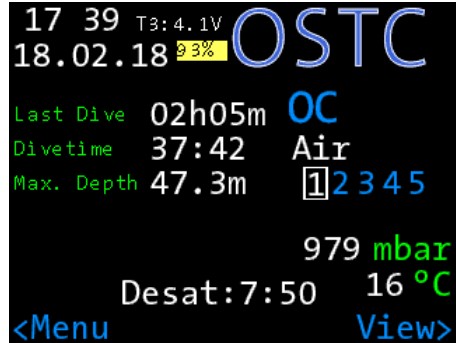 17 39 T3:4.1V OSTC
18.02.18 93%
Last Dive 02h05m OC
Divetime 37:42 Air
Max. Depth 47.3m 1 2 3 4 5
979 mbar
Desat:7:50 16 °C
<Menu View>